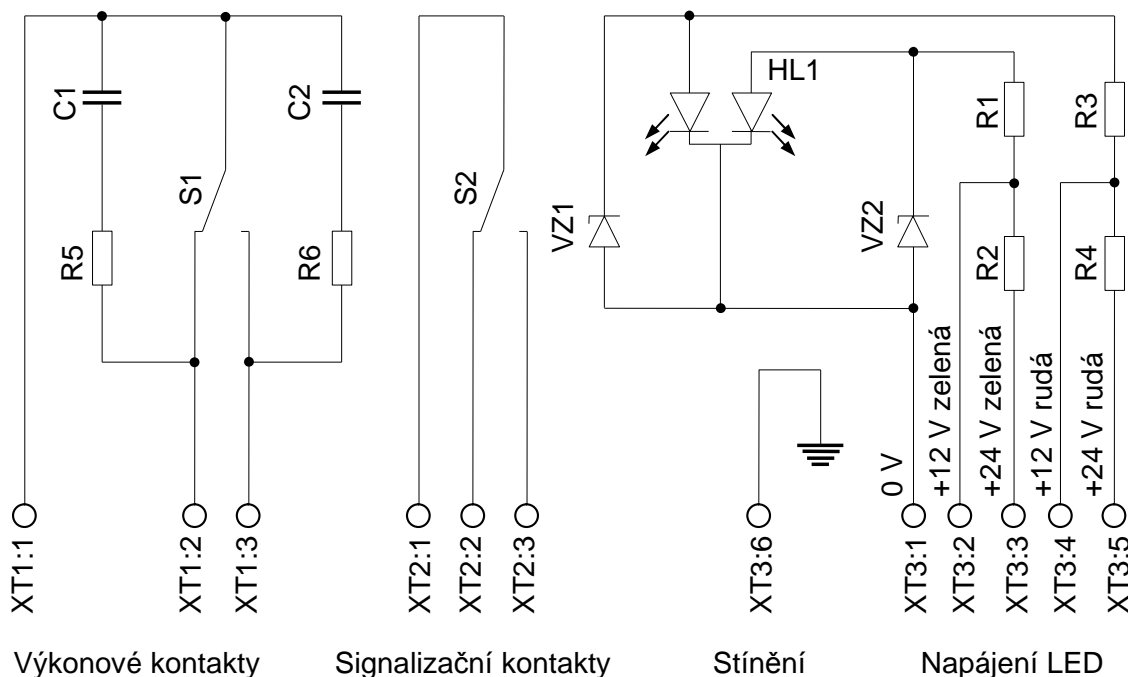 C1
C2
S1
R5
R6
S2
HL1
VZ1
VZ2
R1
R3
R2
R4
0 V
+12 V zelená
+24 V zelená
+12 V rudá
+24 V rudá
XT1:1
XT1:2
XT1:3
XT2:1
XT2:2
XT2:3
XT3:6
XT3:1
XT3:2
XT3:3
XT3:4
XT3:5
Výkonové kontakty
Signalizační kontakty
Stínění
Napájení LED